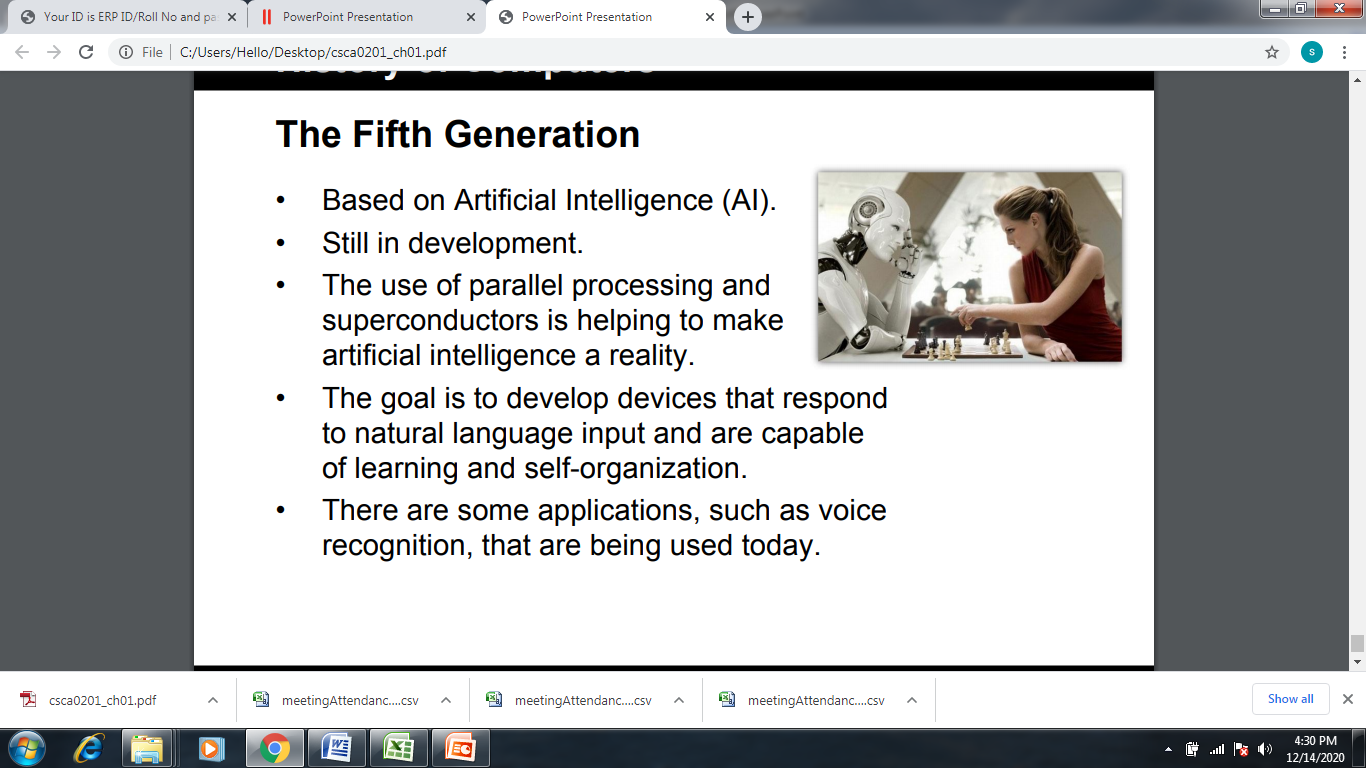 Your ID is ERP ID/Roll No and pa
PowerPoint Presentation
PowerPoint Presentation
File
C:/Users/Hello/Desktop/csca0201_ch01.pdf
s
History of Computers
The Fifth Generation
• Based on Artificial Intelligence (AI).
• Still in development.
• The use of parallel processing and
superconductors is helping to make
artificial intelligence a reality.
• The goal is to develop devices that respond
to natural language input and are capable
of learning and self-organization.
• There are some applications, such as voice
recognition, that are being used today.
csca0201_ch01.pdf
meetingAttendanc....csv
meetingAttendanc....csv
meetingAttendanc....csv
Show all
4:30 PM
12/14/2020